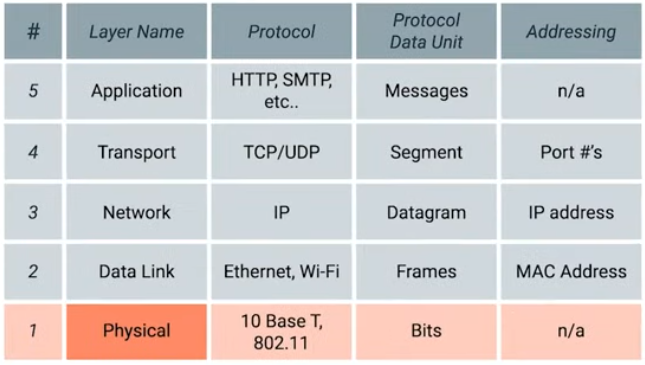 # Layer Name Protocol Protocol Data Unit Addressing
5 Application HTTP, SMTP, etc.. Messages n/a
4 Transport TCP/UDP Segment Port #'s
3 Network IP Datagram IP address
2 Data Link Ethernet, Wi-Fi Frames MAC Address
1 Physical 10 Base T, 802.11 Bits n/a